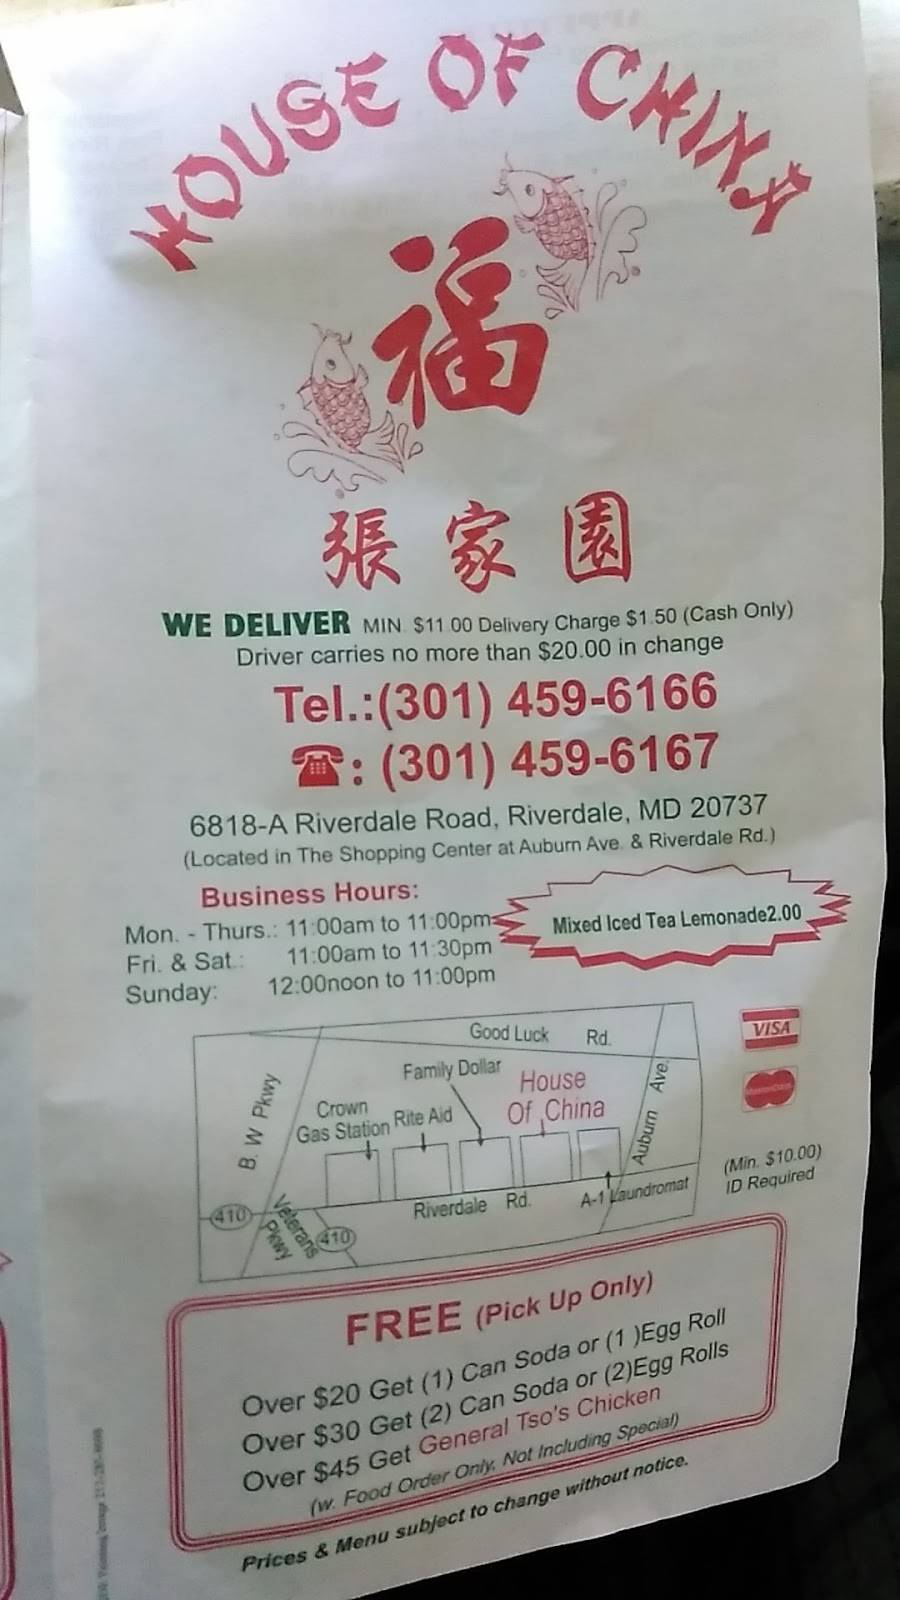 HOUSE OF CHINA
福
張家園
WE DELIVER MIN. $11.00 Delivery Charge $1.50 (Cash Only)
Driver carries no more than $20.00 in change
Tel.:(301) 459-6166
☎: (301) 459-6167
6818-A Riverdale Road, Riverdale, MD 20737
(Located in The Shopping Center at Auburn Ave. & Riverdale Rd.)
Business Hours:
Mon. - Thurs.: 11:00am to 11:00pm
Fri. & Sat.: 11:00am to 11:30pm
Sunday: 12:00noon to 11:00pm
Mixed Iced Tea Lemonade2.00
Good Luck Rd.
Family Dollar
House
Of China
Crown
Gas Station
Rite Aid
B. W Pkwy
Auburn Ave.
Riverdale Rd.
A-1 Laundromat
410
Veterans
Pkwy
410
VISA
MasterCard
(Min. $10.00)
ID Required
FREE (Pick Up Only)
Over $20 Get (1) Can Soda or (1 )Egg Roll
Over $30 Get (2) Can Soda or (2)Egg Rolls
Over $45 Get General Tso's Chicken
(w. Food Order Only, Not Including Special)
Prices & Menu subject to change without notice.